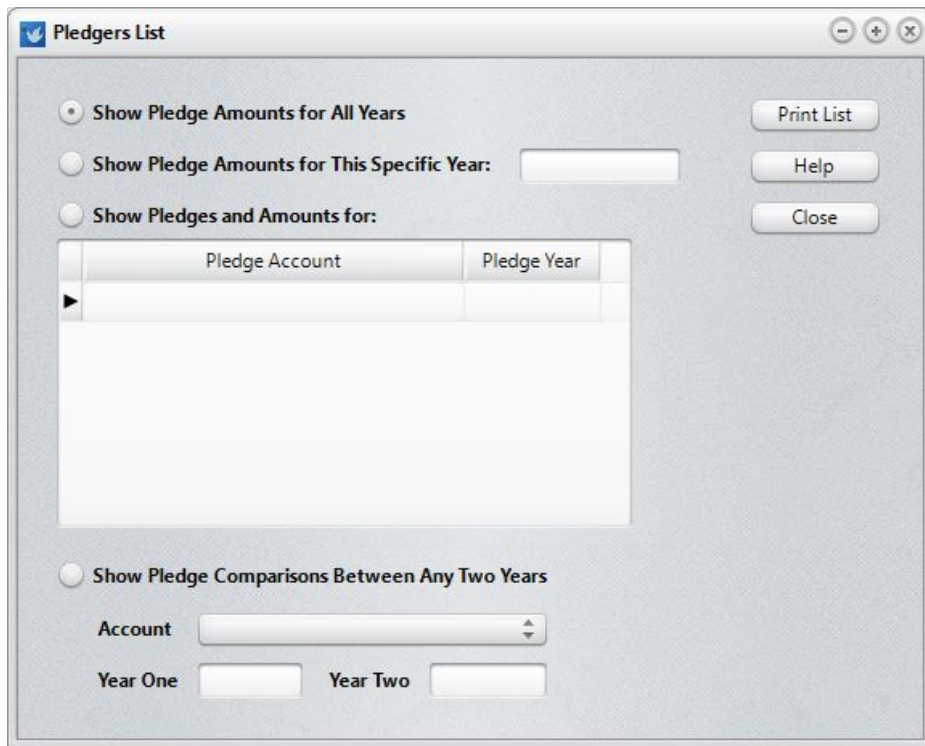 Pledgers List
Show Pledge Amounts for All Years
Print List
Show Pledge Amounts for This Specific Year:
Help
Show Pledges and Amounts for:
Close
Pledge Account Pledge Year
Show Pledge Comparisons Between Any Two Years
Account
Year One Year Two